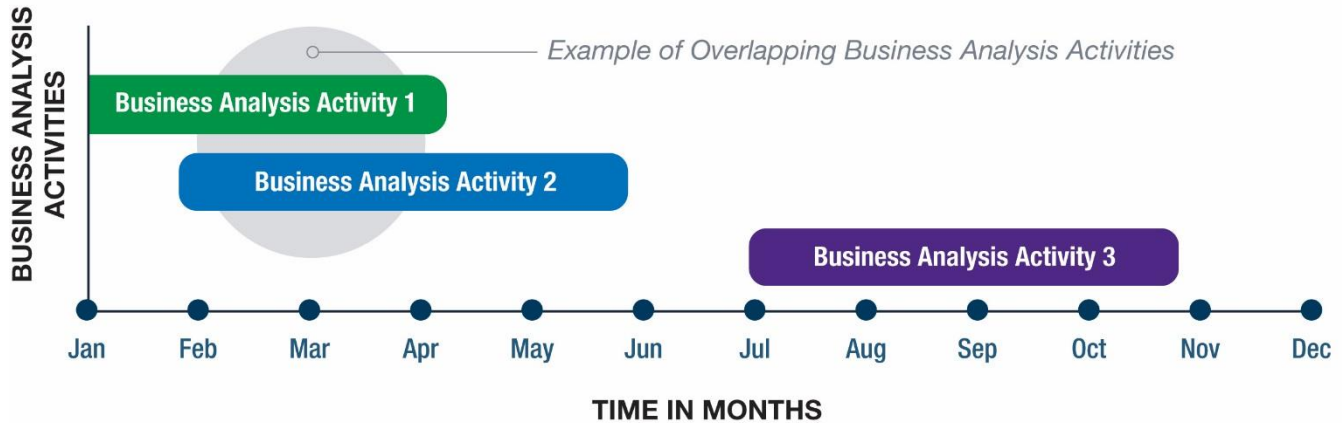 BUSINESS ANALYSIS
ACTIVITIES
Example of Overlapping Business Analysis Activities
Business Analysis Activity 1
Business Analysis Activity 2
Business Analysis Activity 3
Jan Feb Mar Apr May Jun Jul Aug Sep Oct Nov Dec
TIME IN MONTHS